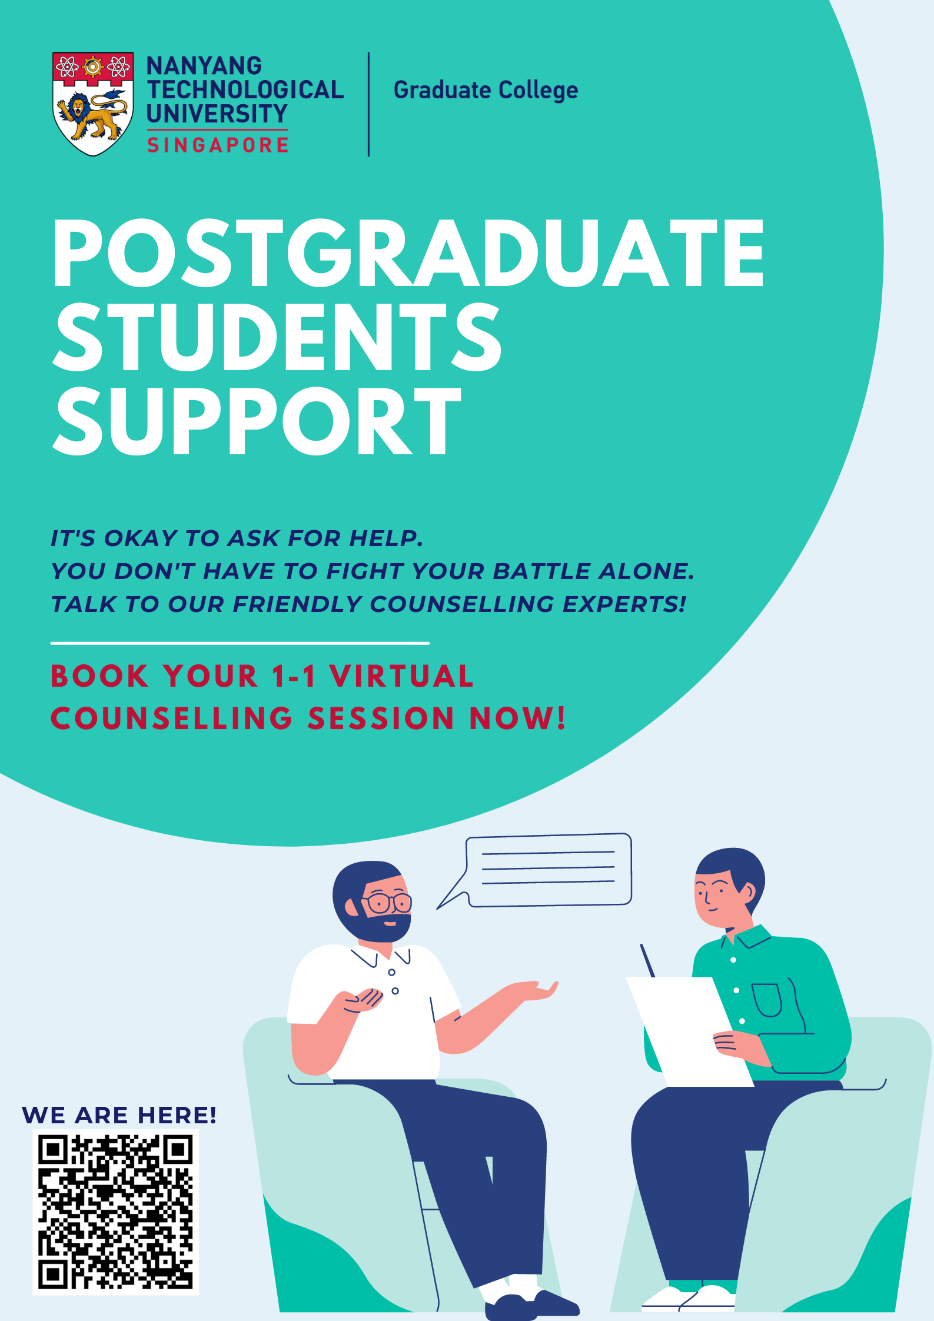 NANYANG
TECHNOLOGICAL
UNIVERSITY
SINGAPORE
Graduate College
POSTGRADUATE
STUDENTS
SUPPORT
IT'S OKAY TO ASK FOR HELP.
YOU DON'T HAVE TO FIGHT YOUR BATTLE ALONE.
TALK TO OUR FRIENDLY COUNSELLING EXPERTS!
BOOK YOUR 1-1 VIRTUAL
COUNSELLING SESSION NOW!
WE ARE HERE!